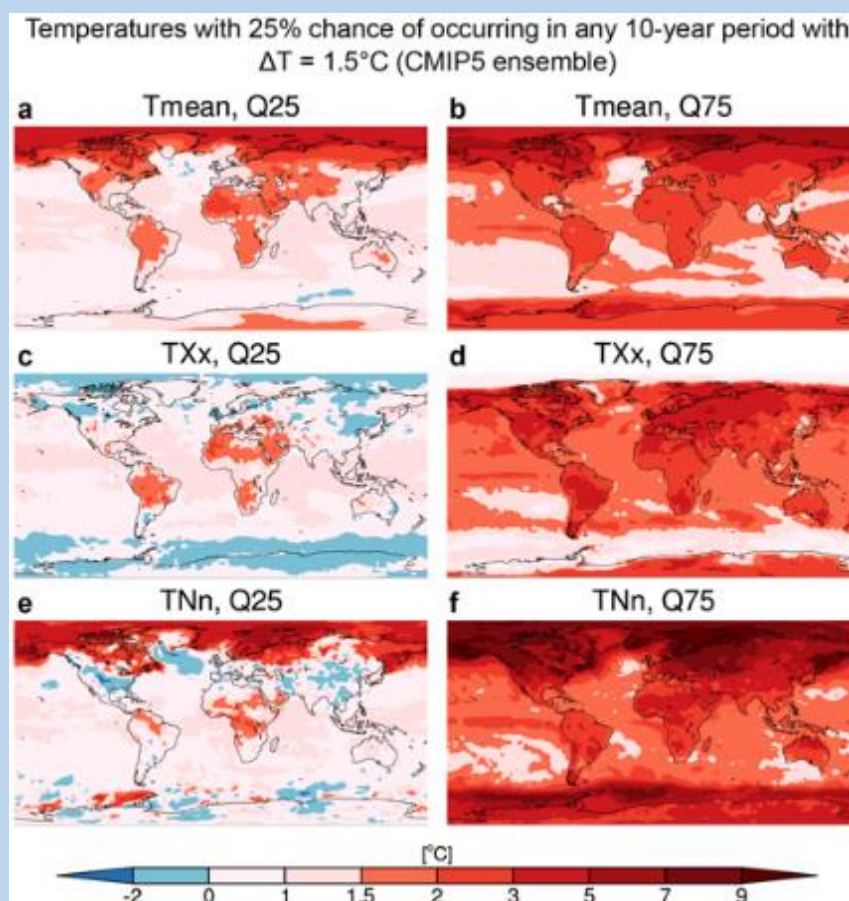 Temperatures with 25% chance of occurring in any 10-year period with
ΔT = 1.5°C (CMIP5 ensemble)
a Tmean, Q25
b Tmean, Q75
c TXx, Q25
d TXx, Q75
e TNn, Q25
f TNn, Q75
[°C]
-2 0 1 1.5 2 3 5 7 9